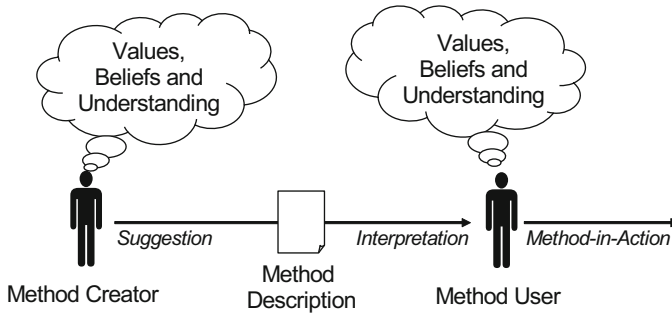 Values,
Beliefs and
Understanding
Values,
Beliefs and
Understanding
Suggestion
Interpretation
Method-in-Action
Method Creator
Method
Description
Method User